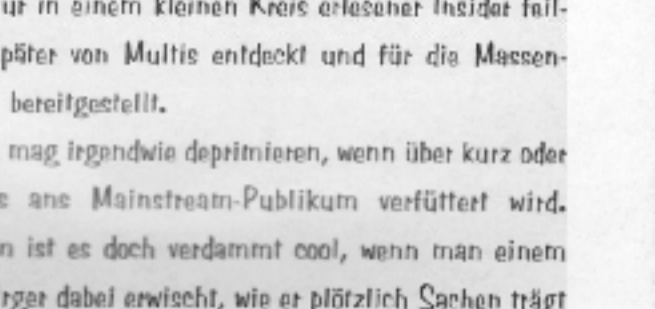 in einem kleinen Kreis erlesener Insider feil-
päter von Multis entdeckt und für die Massen-
bereitgestellt.
mag irgendwie deprimieren, wenn über kurz oder
s ans Mainstream-Publikum verfüttert wird.
n ist es doch verdammt cool, wenn man einem
rger dabei erwischt, wie er plötzlich Sachen trägt